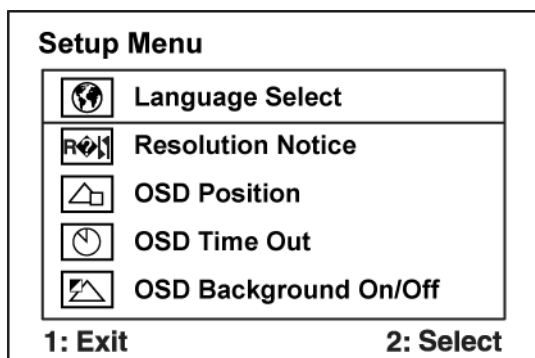 Setup Menu
Language Select
Resolution Notice
OSD Position
OSD Time Out
OSD Background On/Off
1: Exit 2: Select